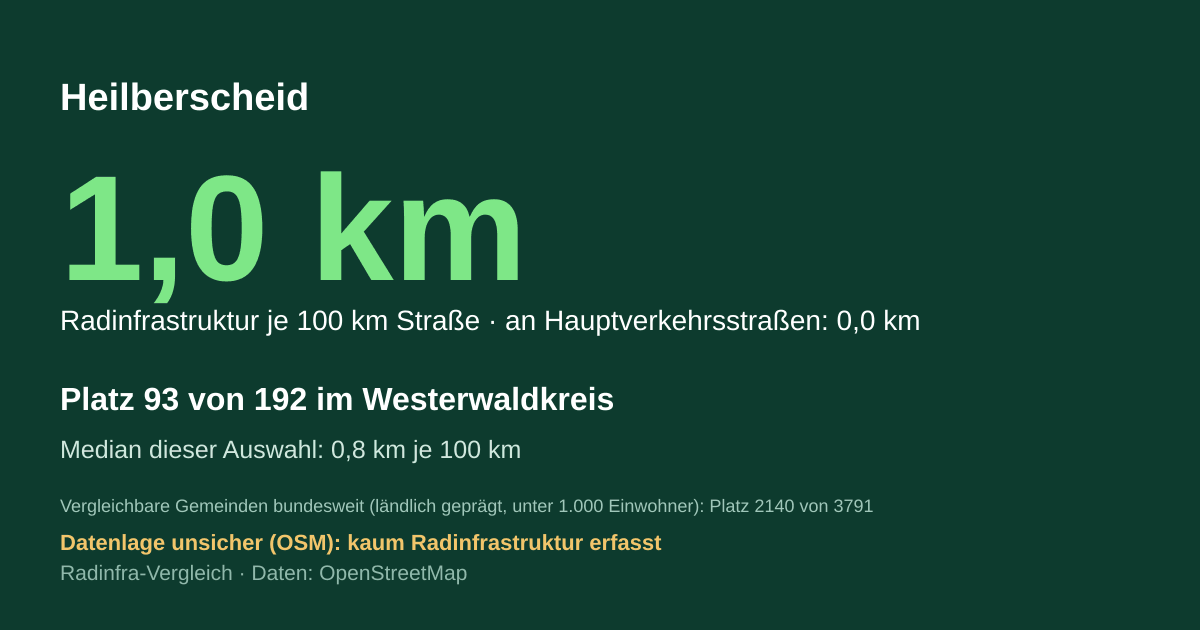 Heilberscheid
1,0 km
Radinfrastruktur je 100 km Straße · an Hauptverkehrsstraßen: 0,0 km
Platz 93 von 192 im Westerwaldkreis
Median dieser Auswahl: 0,8 km je 100 km
Vergleichbare Gemeinden bundesweit (ländlich geprägt, unter 1.000 Einwohner): Platz 2140 von 3791
Datenlage unsicher (OSM): kaum Radinfrastruktur erfasst
Radinfra-Vergleich · Daten: OpenStreetMap